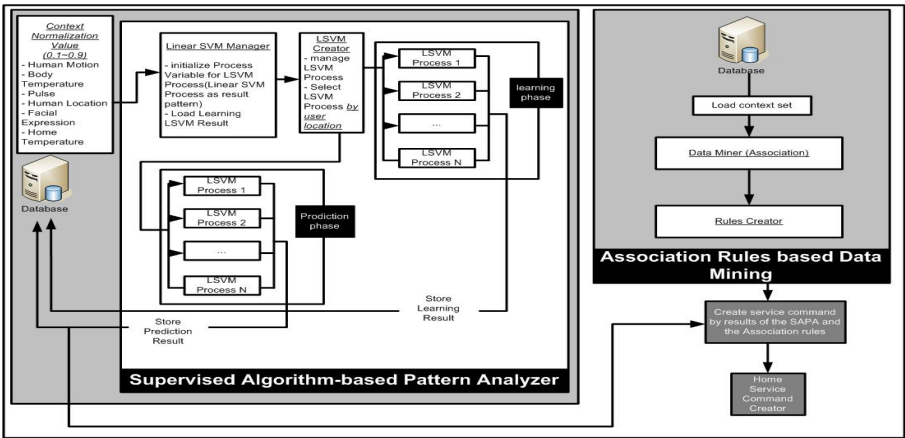 Context
Normalization
Value
(0.1~0.9)
- Human Motion
- Body
Temperature
- Pulse
- Human Location
- Facial
Expression
- Home
Temperature
Database
Linear SVM Manager
- initialize Process
Variable for LSVM
Process(Linear SVM
Process as result
pattern)
- Load Learning
LSVM Result
LSVM
Creator
- manage
LSVM
Process
- Select
LSVM
Process by
user
location
LSVM
Process 1
LSVM
Process 2
...
LSVM
Process N
learning
phase
LSVM
Process 1
LSVM
Process 2
...
LSVM
Process N
Prodiction
phase
Store
Learning
Result
Store
Prediction
Result
Supervised Algorithm-based Pattern Analyzer
Database
Load context set
Data Miner (Association)
Rules Creator
Association Rules based Data
Mining
Create service command
by results of the SAPA and
the Association rules
Home
Service
Command
Creator